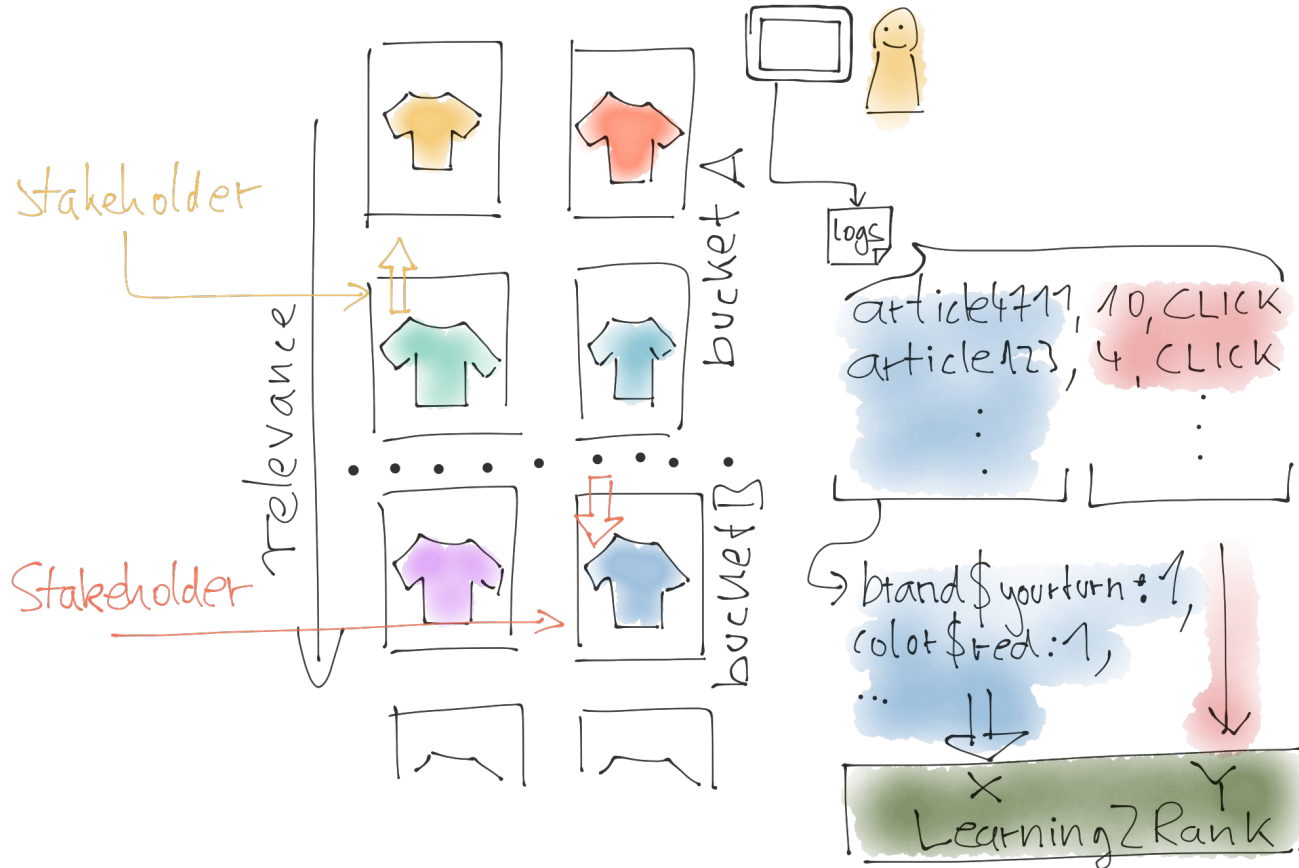 stakeholder
relevance
Stakeholder
bucket A
bucket B
logs
article4711, 10, CLICK
article123, 4, CLICK
brand$yourturn:1,
color$red:1,
...
X Y
Learning2Rank